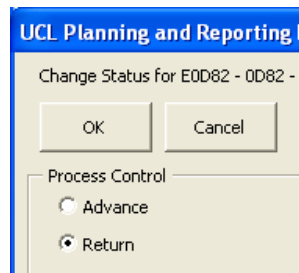 UCL Planning and Reporting
Change Status for E0D82 - 0D82 -
OK Cancel
Process Control
Advance
Return